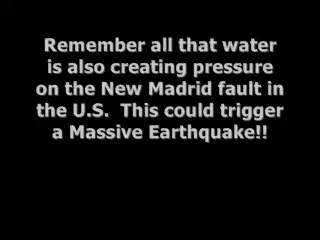 Remember all that water
is also creating pressure
on the New Madrid fault in
the U.S.  This could trigger
a Massive Earthquake!!